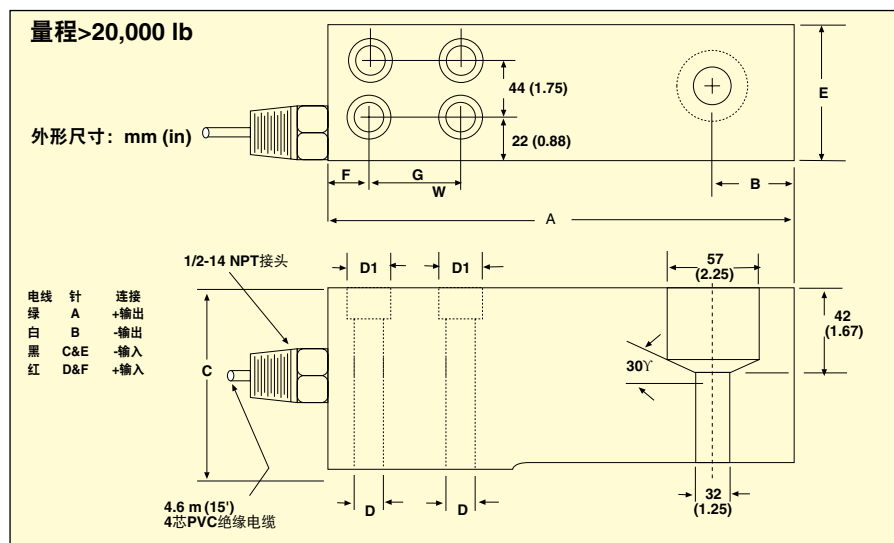 量程>20,000 lb
外形尺寸：mm (in)
44 (1.75)
22 (0.88)
E
F
G
W
B
A
1/2-14 NPT接头
D1
D1
57
(2.25)
42
(1.67)
C
30ϒ
电线 针 连接
绿 A +输出
白 B -输出
黑 C&E -输入
红 D&F +输入
4.6 m (15')
4芯PVC绝缘电缆
D
D
32
(1.25)